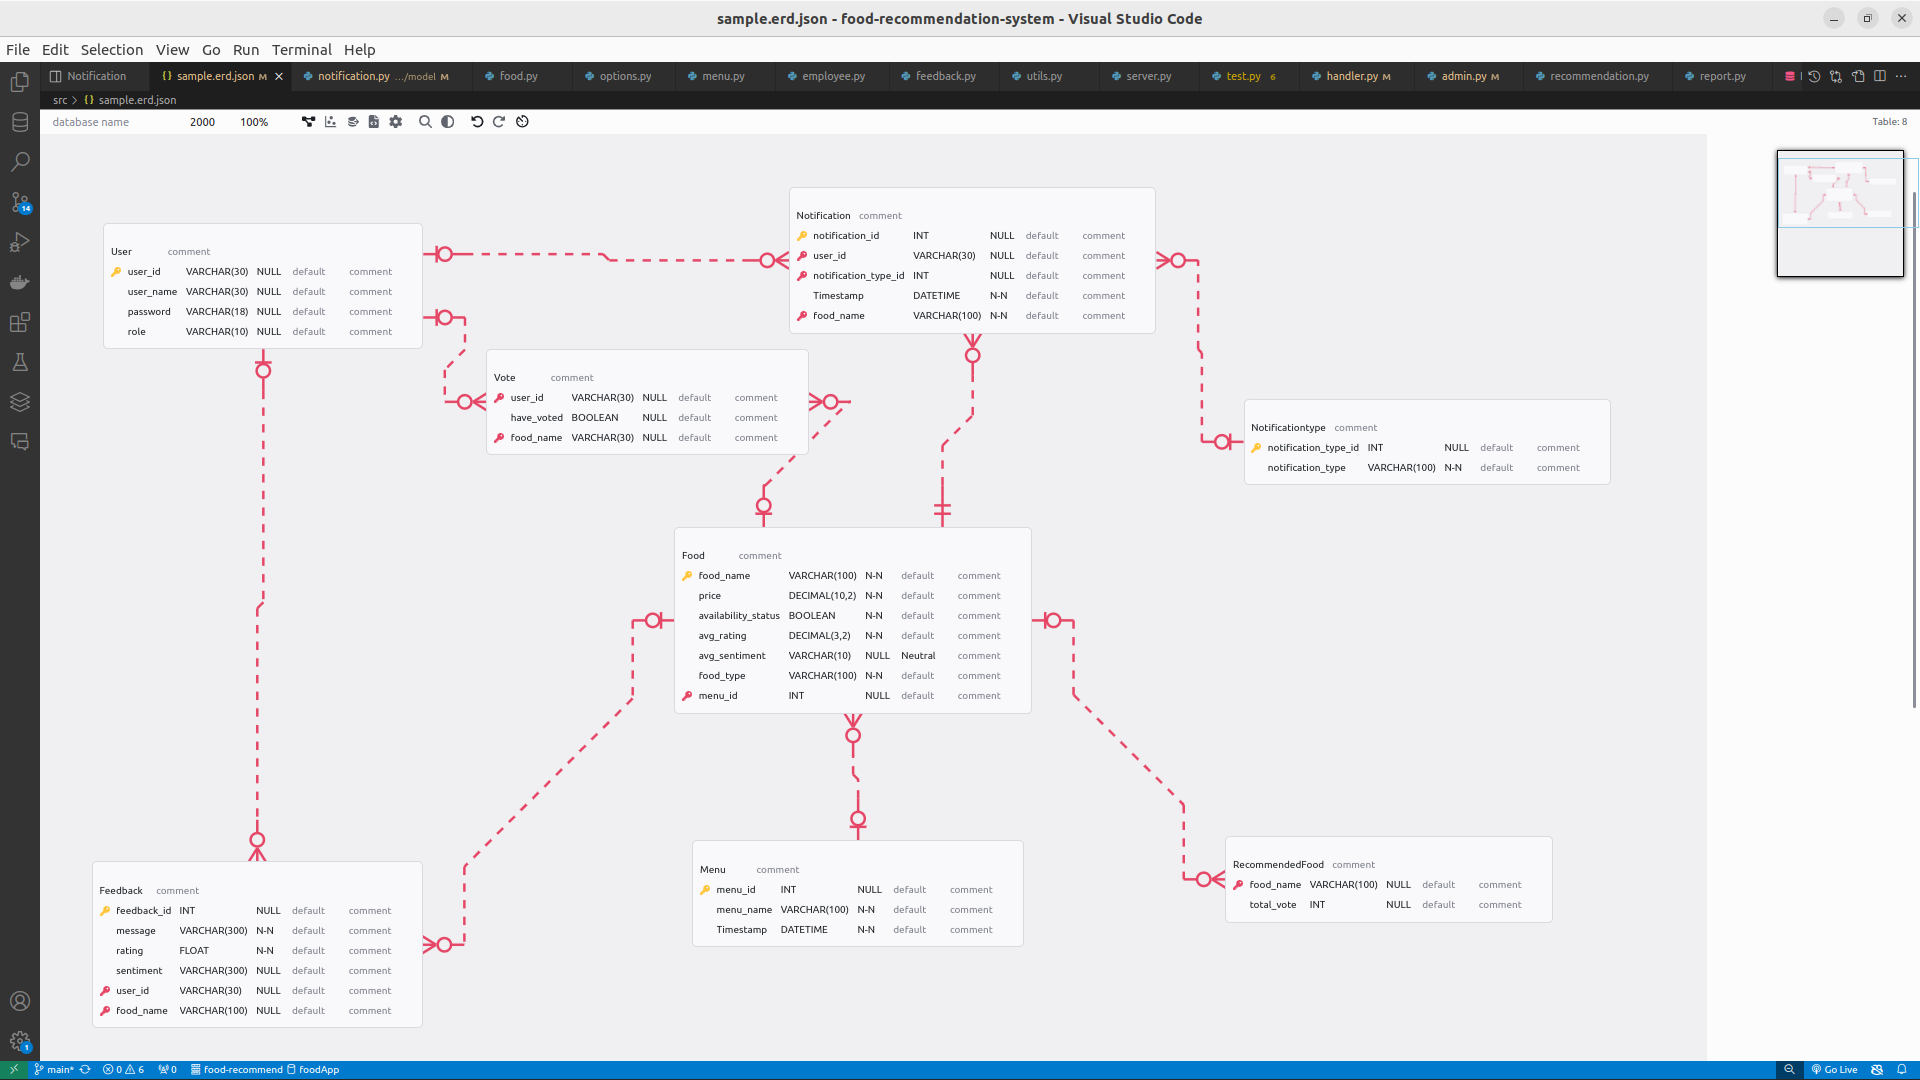 sample.erd.json - food-recommendation-system - Visual Studio Code
File Edit Selection View Go Run Terminal Help
Notification {} sample.erd.json M notification.py .../model M food.py options.py menu.py employee.py feedback.py utils.py server.py test.py 6 handler.py M admin.py M recommendation.py report.py
src > {} sample.erd.json
database name 2000 100% Table: 8
Notification comment
notification_id INT NULL default comment
user_id VARCHAR(30) NULL default comment
notification_type_id INT NULL default comment
Timestamp DATETIME N-N default comment
food_name VARCHAR(100) N-N default comment
User comment
user_id VARCHAR(30) NULL default comment
user_name VARCHAR(30) NULL default comment
password VARCHAR(18) NULL default comment
role VARCHAR(10) NULL default comment
Vote comment
user_id VARCHAR(30) NULL default comment
have_voted BOOLEAN NULL default comment
food_name VARCHAR(30) NULL default comment
Notificationtype comment
notification_type_id INT NULL default comment
notification_type VARCHAR(100) N-N default comment
Food comment
food_name VARCHAR(100) N-N default comment
price DECIMAL(10,2) N-N default comment
availability_status BOOLEAN N-N default comment
avg_rating DECIMAL(3,2) N-N default comment
avg_sentiment VARCHAR(10) NULL Neutral comment
food_type VARCHAR(100) N-N default comment
menu_id INT NULL default comment
Menu comment
menu_id INT NULL default comment
menu_name VARCHAR(100) N-N default comment
Timestamp DATETIME N-N default comment
RecommendedFood comment
food_name VARCHAR(100) NULL default comment
total_vote INT NULL default comment
Feedback comment
feedback_id INT NULL default comment
message VARCHAR(300) N-N default comment
rating FLOAT N-N default comment
sentiment VARCHAR(300) NULL default comment
user_id VARCHAR(30) NULL default comment
food_name VARCHAR(100) NULL default comment
14
1
main* 0 6 0 food-recommend foodApp Go Live